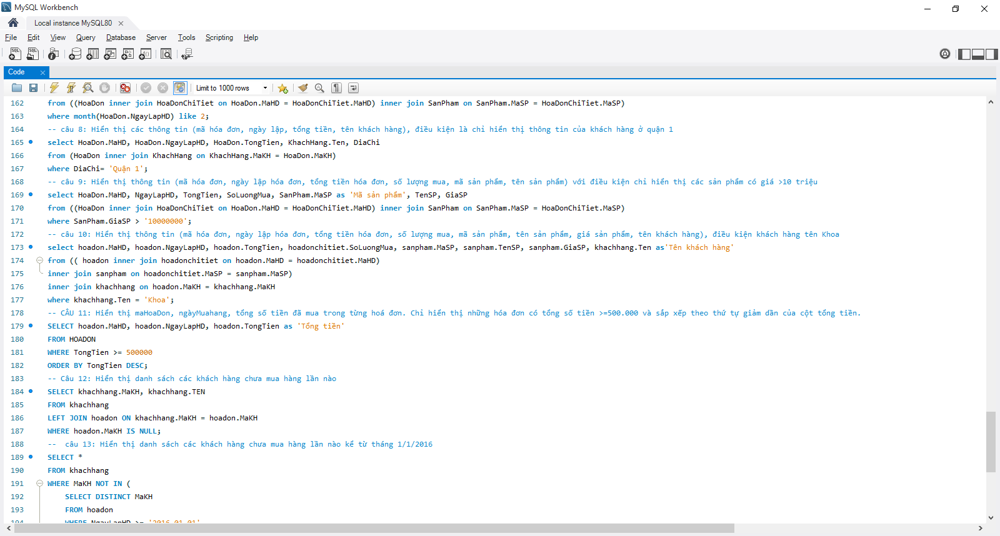 MySQL Workbench
Local instance MySQL80
File Edit View Query Database Server Tools Scripting Help
Code
Limit to 1000 rows
162 from ((HoaDon inner join HoaDonChiTiet on HoaDon.MaHD = HoaDonChiTiet.MaHD) inner join SanPham on SanPham.MaSP = HoaDonChiTiet.MaSP)
163 where month(HoaDon.NgayLapHD) like 2;
164 -- câu 8: Hiển thị các thông tin (mã hóa đơn, ngày lập, tổng tiền, tên khách hàng), điều kiện là chỉ hiển thị thông tin của khách hàng ở quận 1
165 select HoaDon.MaHD, HoaDon.NgayLapHD, HoaDon.TongTien, KhachHang.Ten, DiaChi
166 from (HoaDon inner join KhachHang on KhachHang.MaKH = HoaDon.MaKH)
167 where DiaChi= 'Quận 1';
168 -- câu 9: Hiển thị thông tin (mã hóa đơn, ngày lập hóa đơn, tổng tiền hóa đơn, số lượng mua, mã sản phẩm, tên sản phẩm) với điều kiện chỉ hiển thị các sản phẩm có giá >10 triệu
169 select HoaDon.MaHD, NgayLapHD, TongTien, SoLuongMua, SanPham.MaSP as 'Mã sản phẩm', TenSP, GiaSP
170 from ((HoaDon inner join HoaDonChiTiet on HoaDon.MaHD = HoaDonChiTiet.MaHD) inner join SanPham on SanPham.MaSP = HoaDonChiTiet.MaSP)
171 where SanPham.GiaSP > '10000000';
172 -- câu 10: Hiển thị thông tin (mã hóa đơn, ngày lập hóa đơn, tổng tiền hóa đơn, số lượng mua, mã sản phẩm, tên sản phẩm, giá sản phẩm, tên khách hàng), điều kiện khách hàng tên Khoa
173 select hoadon.MaHD, hoadon.NgayLapHD, hoadon.TongTien, hoadonchitiet.SoLuongMua, sanpham.MaSP, sanpham.TenSP, sanpham.GiaSP, khachhang.Ten as'Tên khách hàng'
174 from (( hoadon inner join hoadonchitiet on hoadon.MaHD = hoadonchitiet.MaHD)
175 inner join sanpham on hoadonchitiet.MaSP = sanpham.MaSP)
176 inner join khachhang on hoadon.MaKH = khachhang.MaKH
177 where khachhang.Ten = 'Khoa';
178 -- CÂU 11: Hiển thị maHoaDon, ngàyMuahang, tổng số tiền đã mua trong từng hoá đơn. Chỉ hiển thị những hóa đơn có tổng số tiền >=500.000 và sắp xếp theo thứ tự giảm dần của cột tổng tiền.
179 SELECT hoadon.MaHD, hoadon.NgayLapHD, hoadon.TongTien as 'Tổng tiền'
180 FROM HOADON
181 WHERE TongTien >= 500000
182 ORDER BY TongTien DESC;
183 -- Câu 12: Hiển thị danh sách các khách hàng chưa mua hàng lần nào
184 SELECT khachhang.MaKH, khachhang.TEN
185 FROM khachhang
186 LEFT JOIN hoadon ON khachhang.MaKH = hoadon.MaKH
187 WHERE hoadon.MaKH IS NULL;
188 --  câu 13: Hiển thị danh sách các khách hàng chưa mua hàng lần nào kể từ tháng 1/1/2016
189 SELECT *
190 FROM khachhang
191 WHERE MaKH NOT IN (
192 SELECT DISTINCT MaKH
193 FROM hoadon
194 WHERE NgayLapHD >= '2016-01-01'